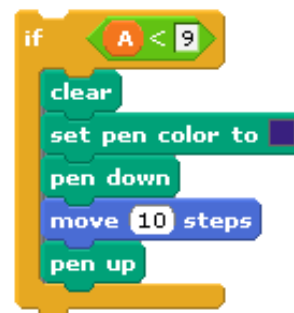 if A < 9
clear
set pen color to
pen down
move 10 steps
pen up